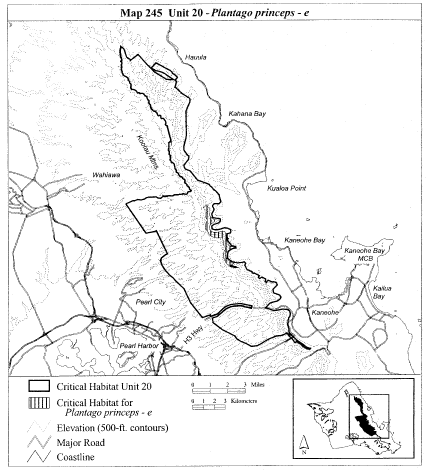 Map 245 Unit 20 - Plantago princeps - e
Hauula
Kahana Bay
Koolau Mtns.
Wahiawa
Kualoa Point
Kaneohe Bay
Kaneohe Bay
MCB
Kailua
Bay
Pearl City
Kaneohe
H3 Hwy
Pearl Harbor
Critical Habitat Unit 20
Critical Habitat for
Plantago princeps - e
Elevation (500-ft. contours)
Major Road
Coastline
0 1 2 3 Miles
0 1 2 3 Kilometers
N